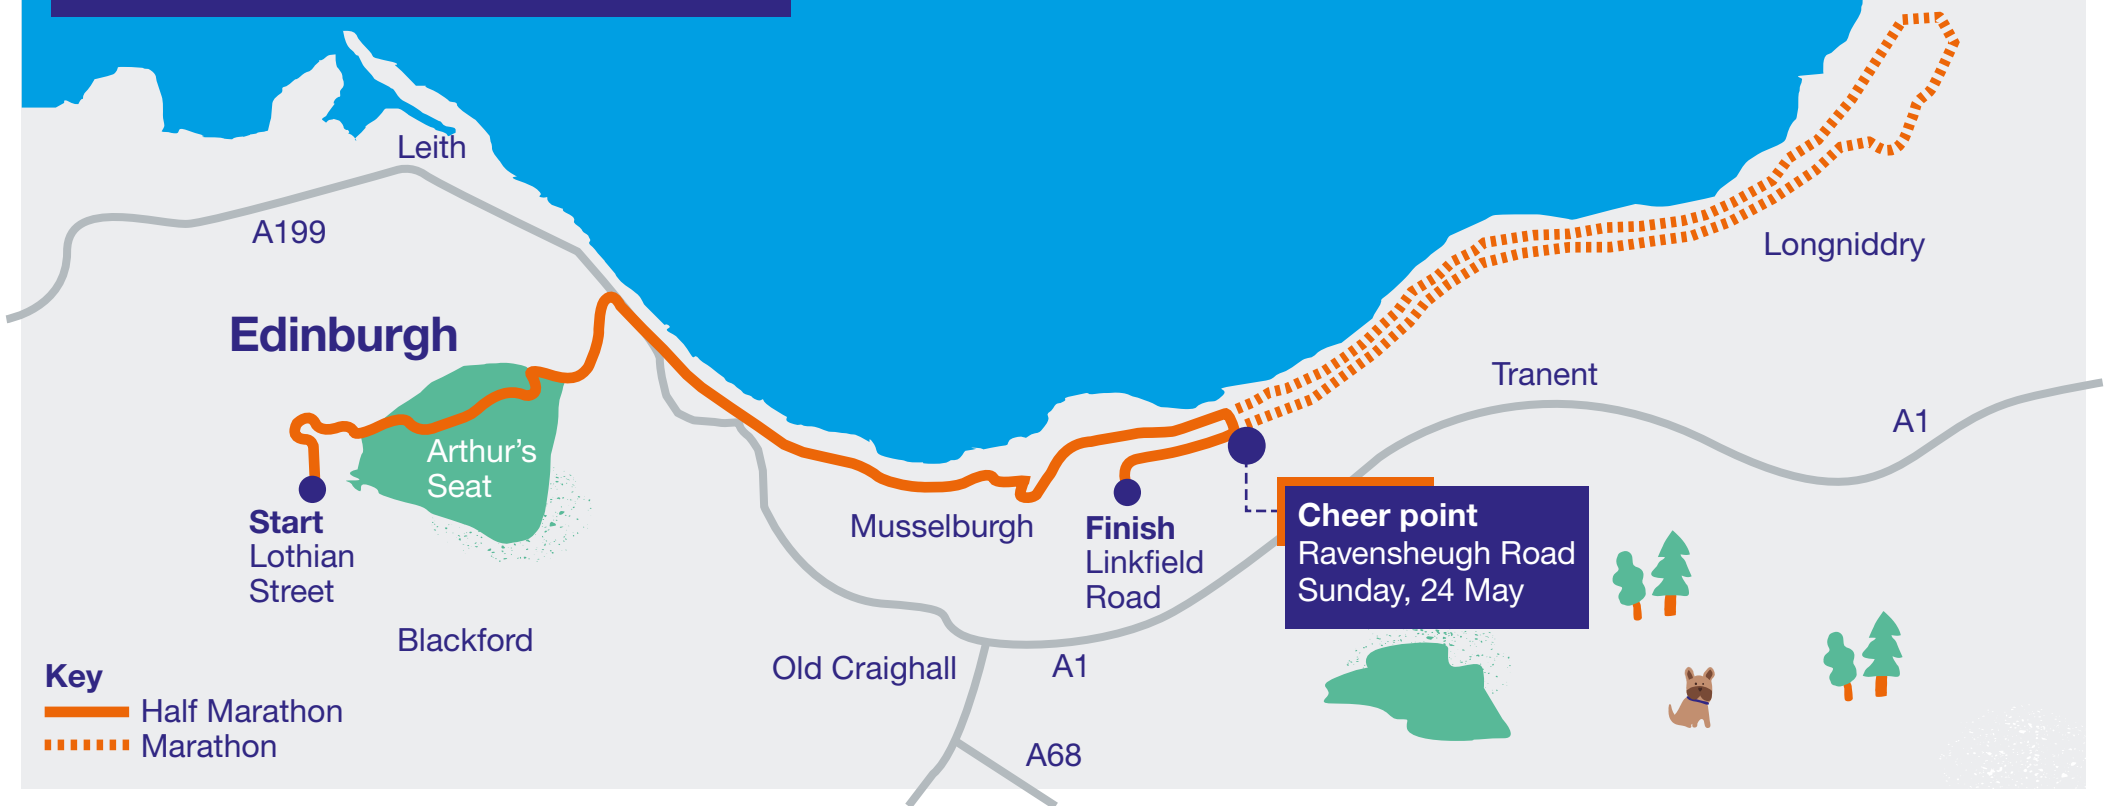 Leith
A199
Edinburgh
Longniddry
Tranent
A1
Arthur's
Seat
Start
Lothian
Street
Musselburgh
Finish
Linkfield
Road
Cheer point
Ravensheugh Road
Sunday, 24 May
Blackford
Old Craighall
A1
A68
Key
Half Marathon
Marathon